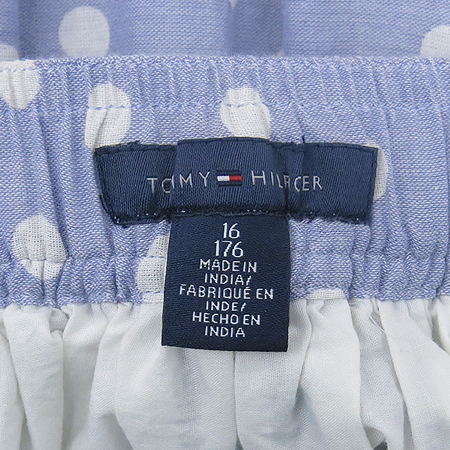 TOMMY HILFIGER
16
176
MADE IN
INDIA/
FABRIQUÉ EN
INDE/
HECHO EN
INDIA